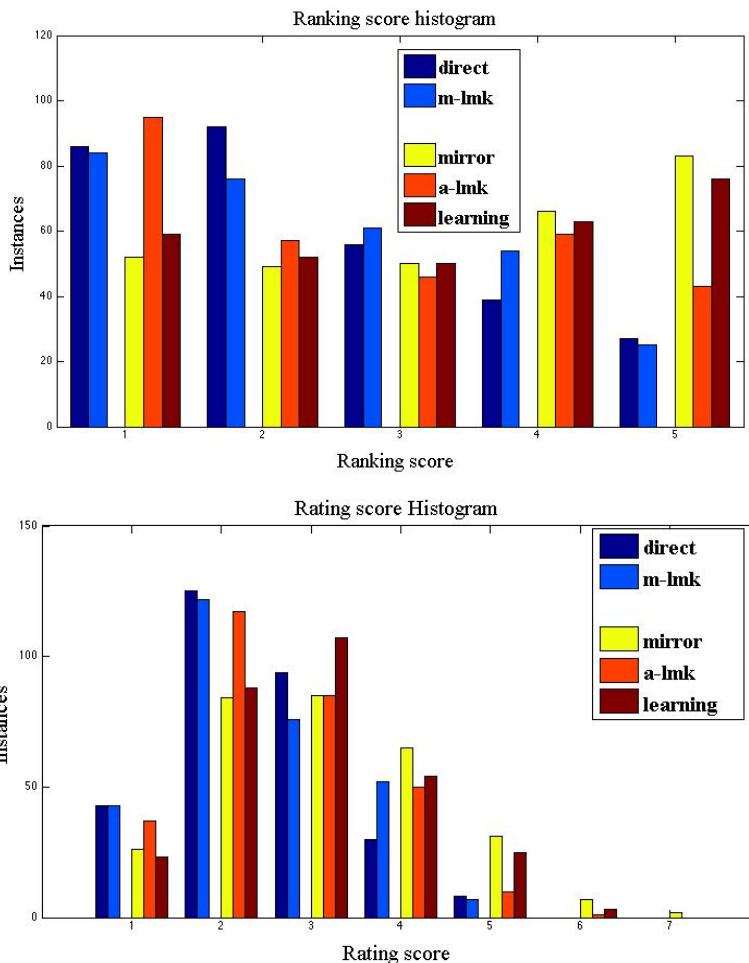 Ranking score histogram
120
100
80
60
40
20
0
Instances
direct
m-lmk
mirror
a-lmk
learning
1 2 3 4 5
Ranking score
Rating score Histogram
150
100
50
0
Instances
direct
m-lmk
mirror
a-lmk
learning
1 2 3 4 5 6 7
Rating score